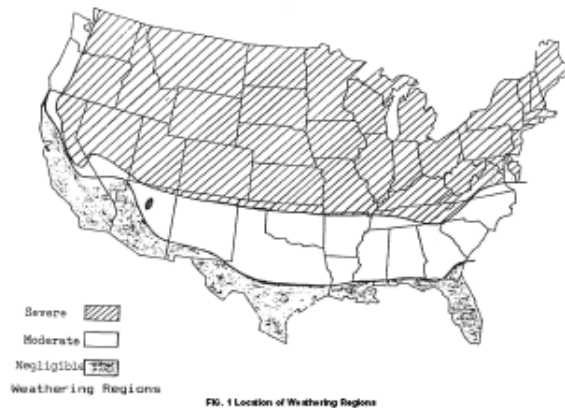 Severe
Moderate
Negligible
Weathering Regions
FIG. 1 Location of Weathering Regions